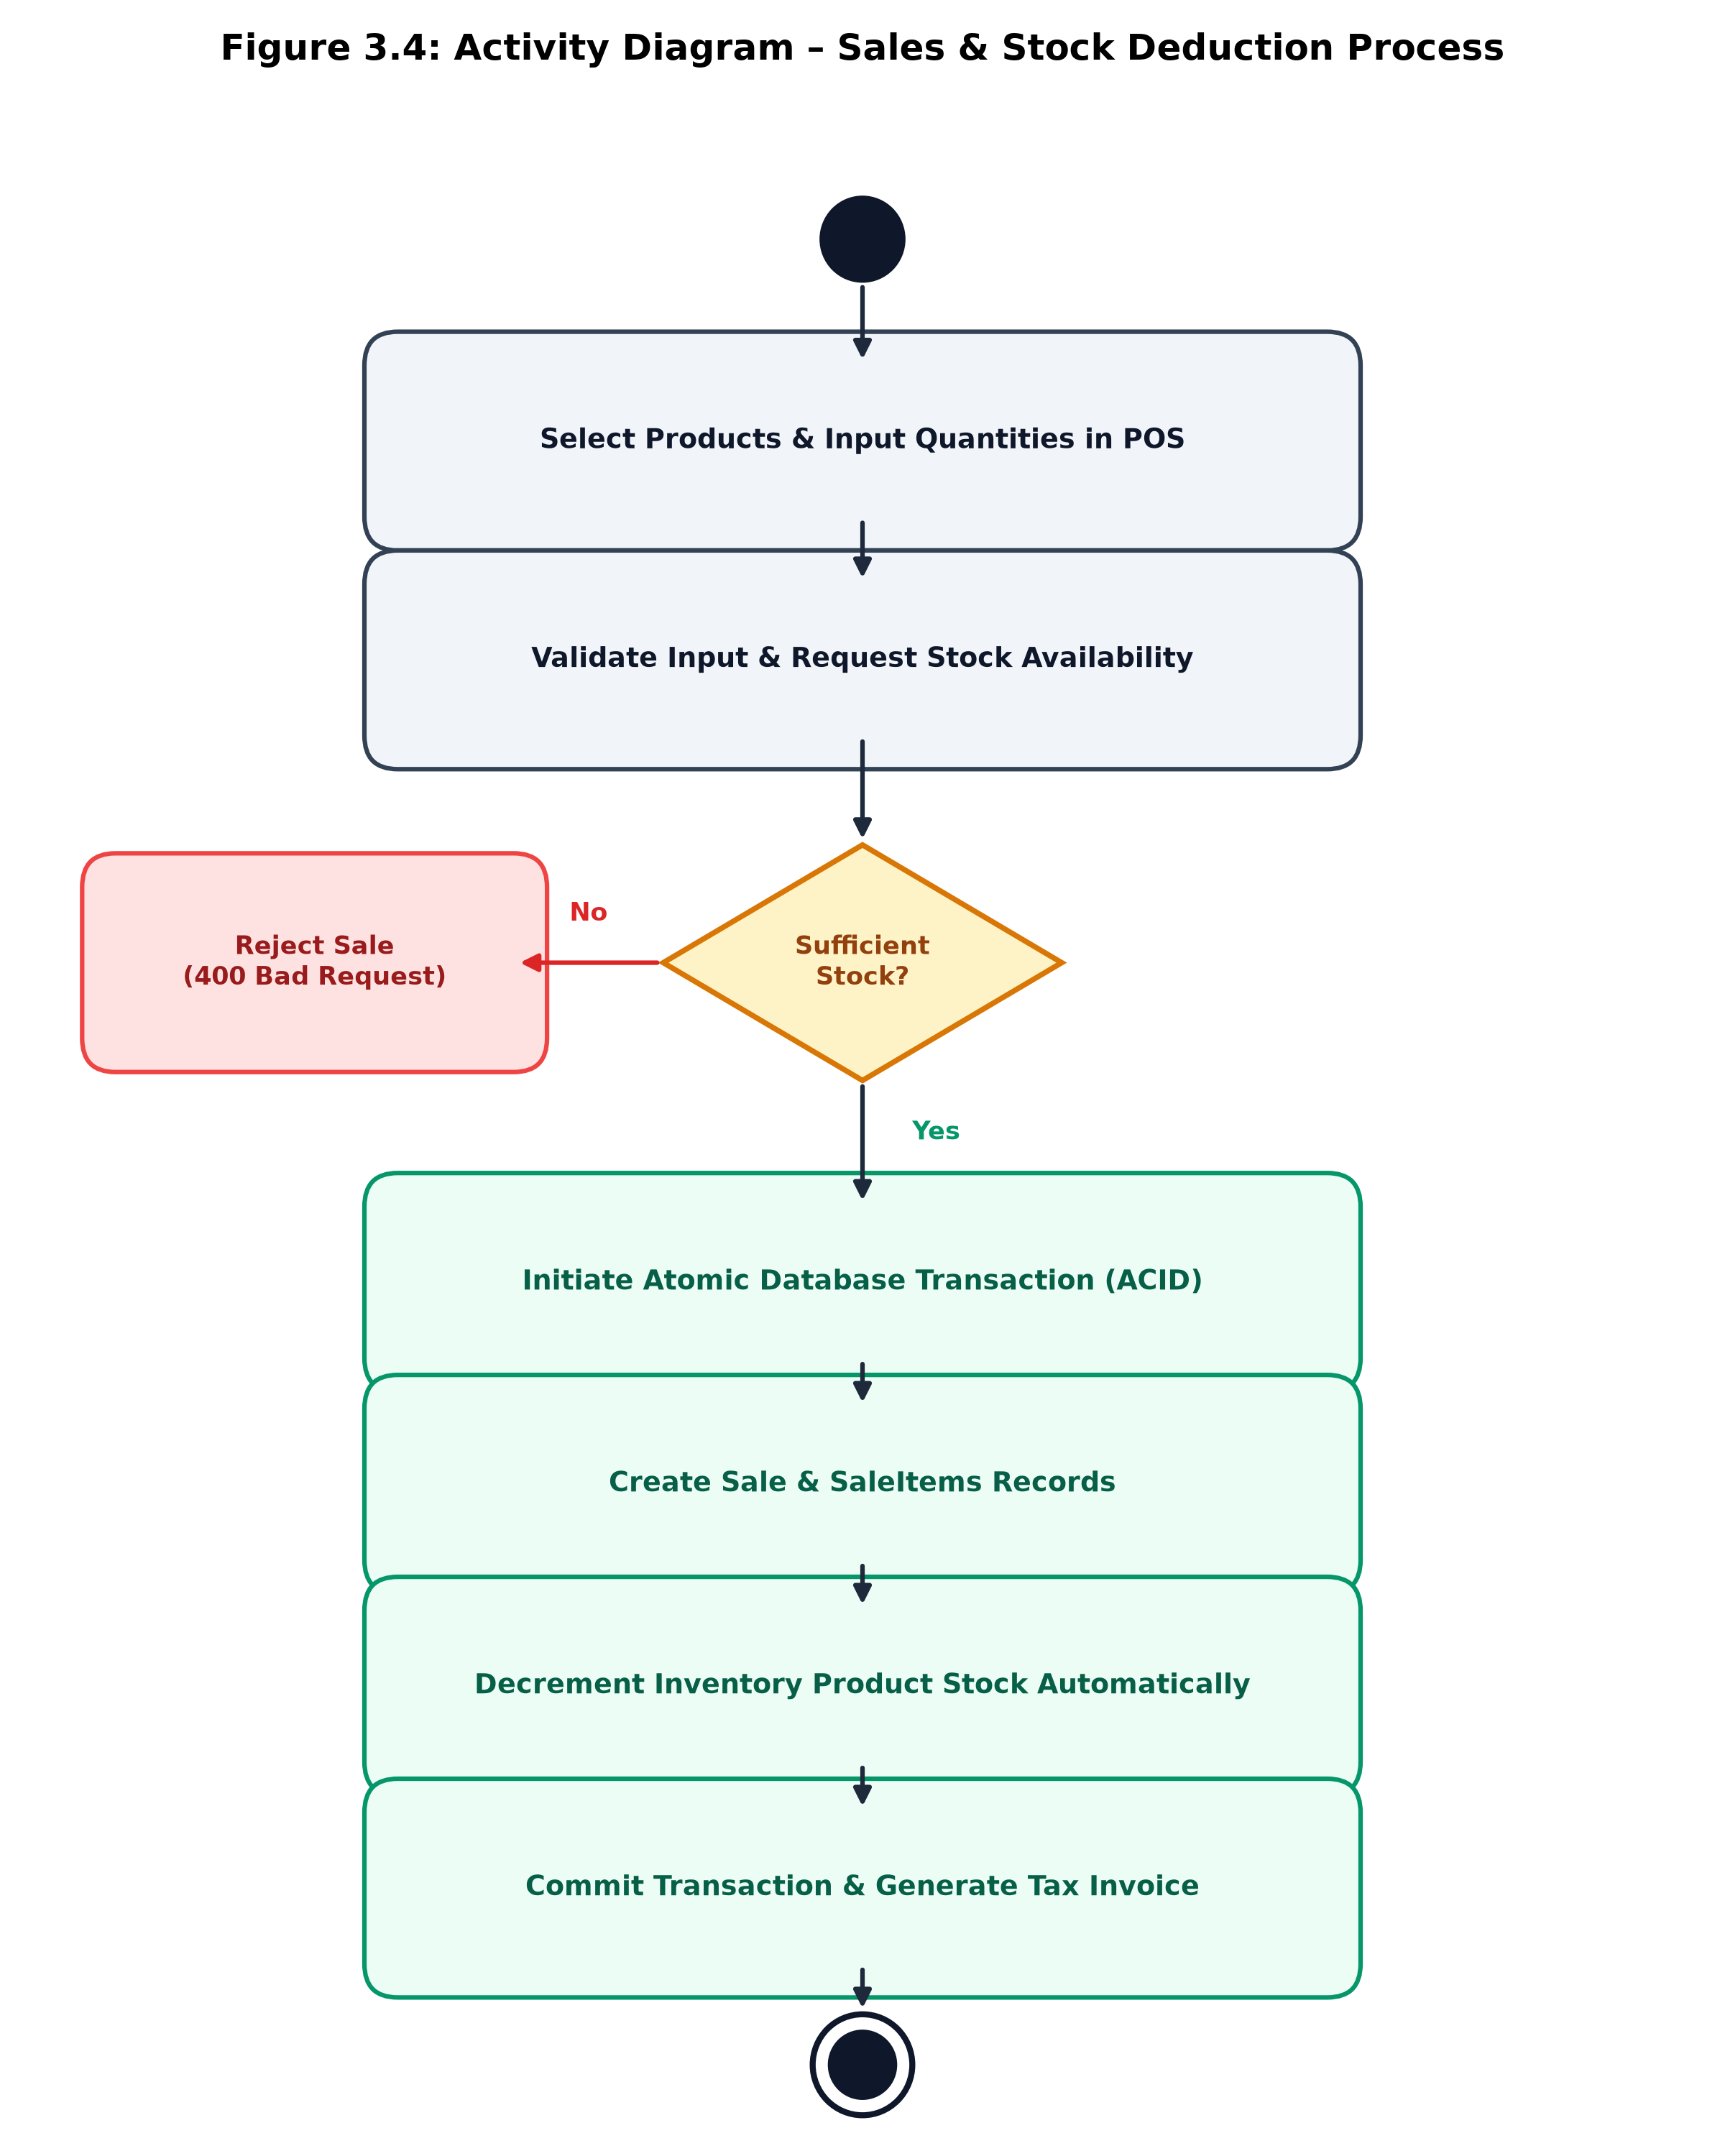 Figure 3.4: Activity Diagram – Sales & Stock Deduction Process
Select Products & Input Quantities in POS
Validate Input & Request Stock Availability
No
Reject Sale
(400 Bad Request)
Sufficient
Stock?
Yes
Initiate Atomic Database Transaction (ACID)
Create Sale & SaleItems Records
Decrement Inventory Product Stock Automatically
Commit Transaction & Generate Tax Invoice